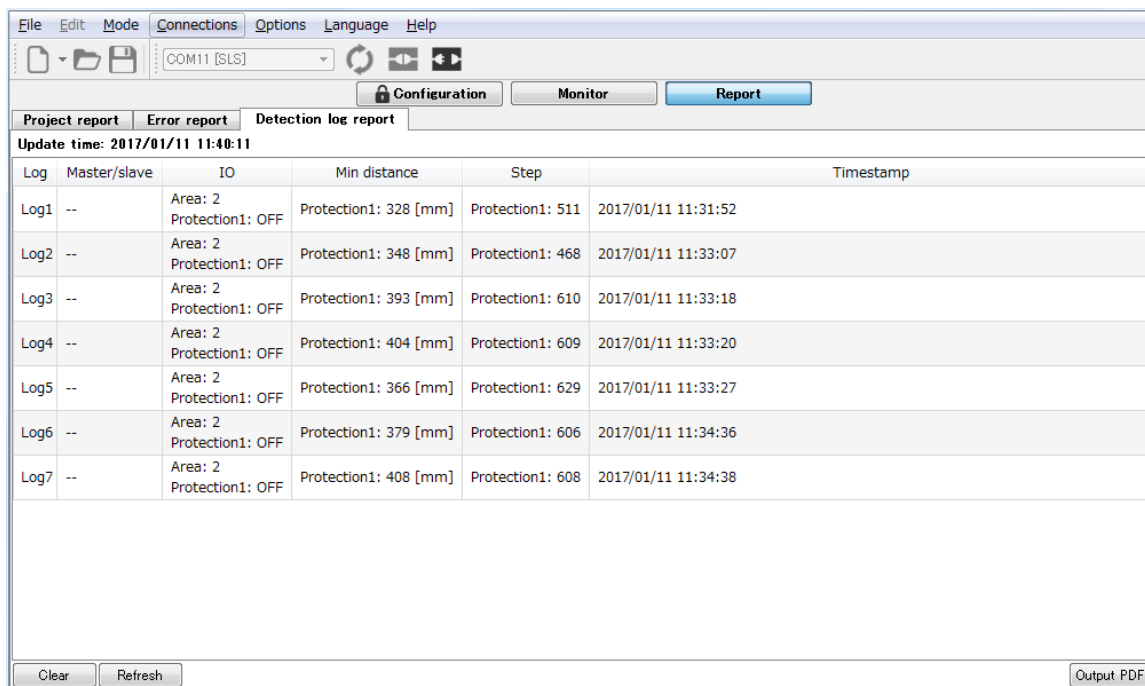 File Edit Mode Connections Options Language Help
COM11 [SLS]
Configuration Monitor Report
Project report Error report Detection log report
Update time: 2017/01/11 11:40:11
Log Master/slave IO Min distance Step Timestamp
Log1 -- Area: 2 Protection1: OFF Protection1: 328 [mm] Protection1: 511 2017/01/11 11:31:52
Log2 -- Area: 2 Protection1: OFF Protection1: 348 [mm] Protection1: 468 2017/01/11 11:33:07
Log3 -- Area: 2 Protection1: OFF Protection1: 393 [mm] Protection1: 610 2017/01/11 11:33:18
Log4 -- Area: 2 Protection1: OFF Protection1: 404 [mm] Protection1: 609 2017/01/11 11:33:20
Log5 -- Area: 2 Protection1: OFF Protection1: 366 [mm] Protection1: 629 2017/01/11 11:33:27
Log6 -- Area: 2 Protection1: OFF Protection1: 379 [mm] Protection1: 606 2017/01/11 11:34:36
Log7 -- Area: 2 Protection1: OFF Protection1: 408 [mm] Protection1: 608 2017/01/11 11:34:38
Clear Refresh Output PDF